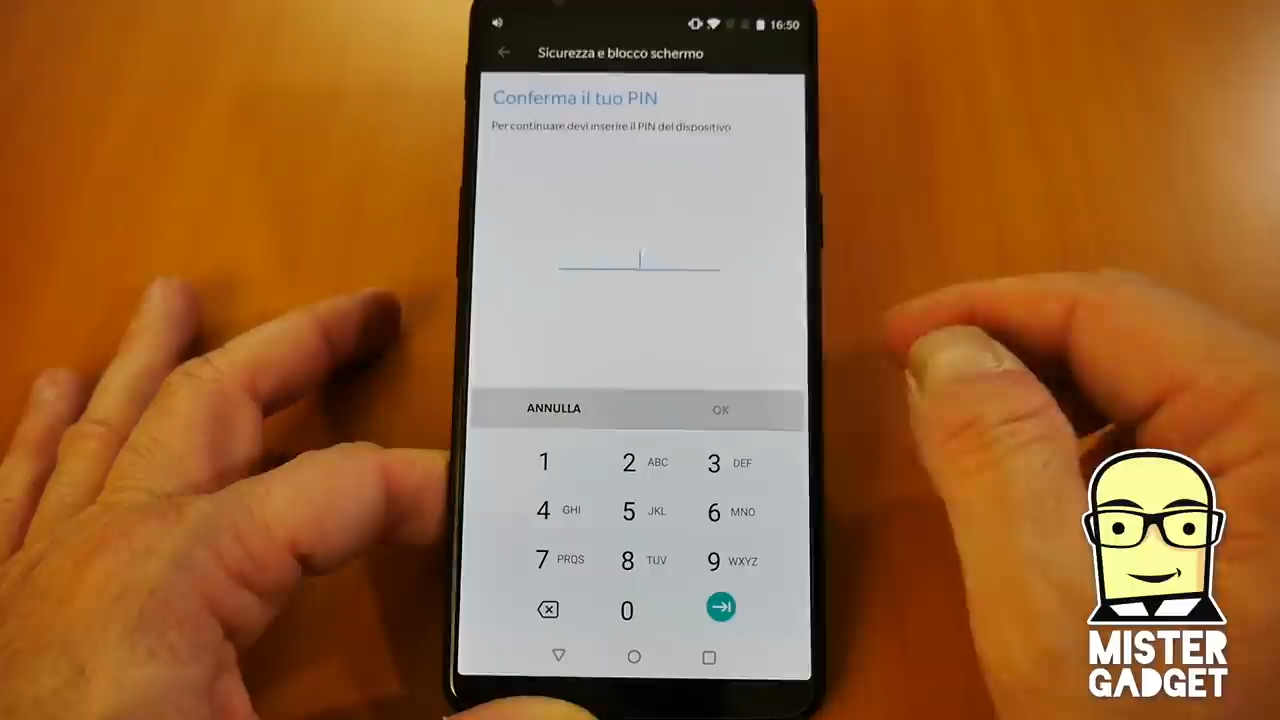 16:50
Sicurezza e blocco schermo
Conferma il tuo PIN
Per continuare devi inserire il PIN del dispositivo
ANNULLA OK
1 2 ABC 3 DEF
4 GHI 5 JKL 6 MNO
7 PQRS 8 TUV 9 WXYZ
0
MISTER
GADGET